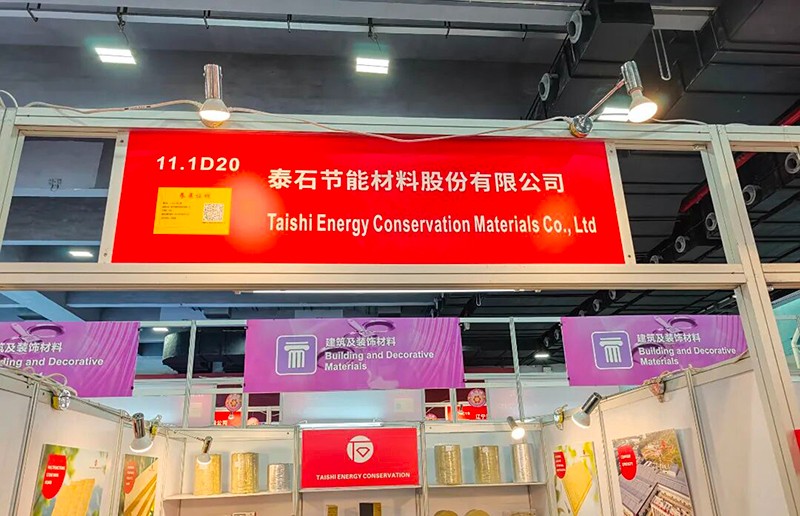 11.1D20
泰石节能材料股份有限公司
Taishi Energy Conservation Materials Co., Ltd
筑及装饰材料
ing and Decorative
建筑及装饰材料
Building and Decorative
Materials
建筑及装饰材料
Building and Decorative
Materials
TAISHI ENERGY CONSERVATION